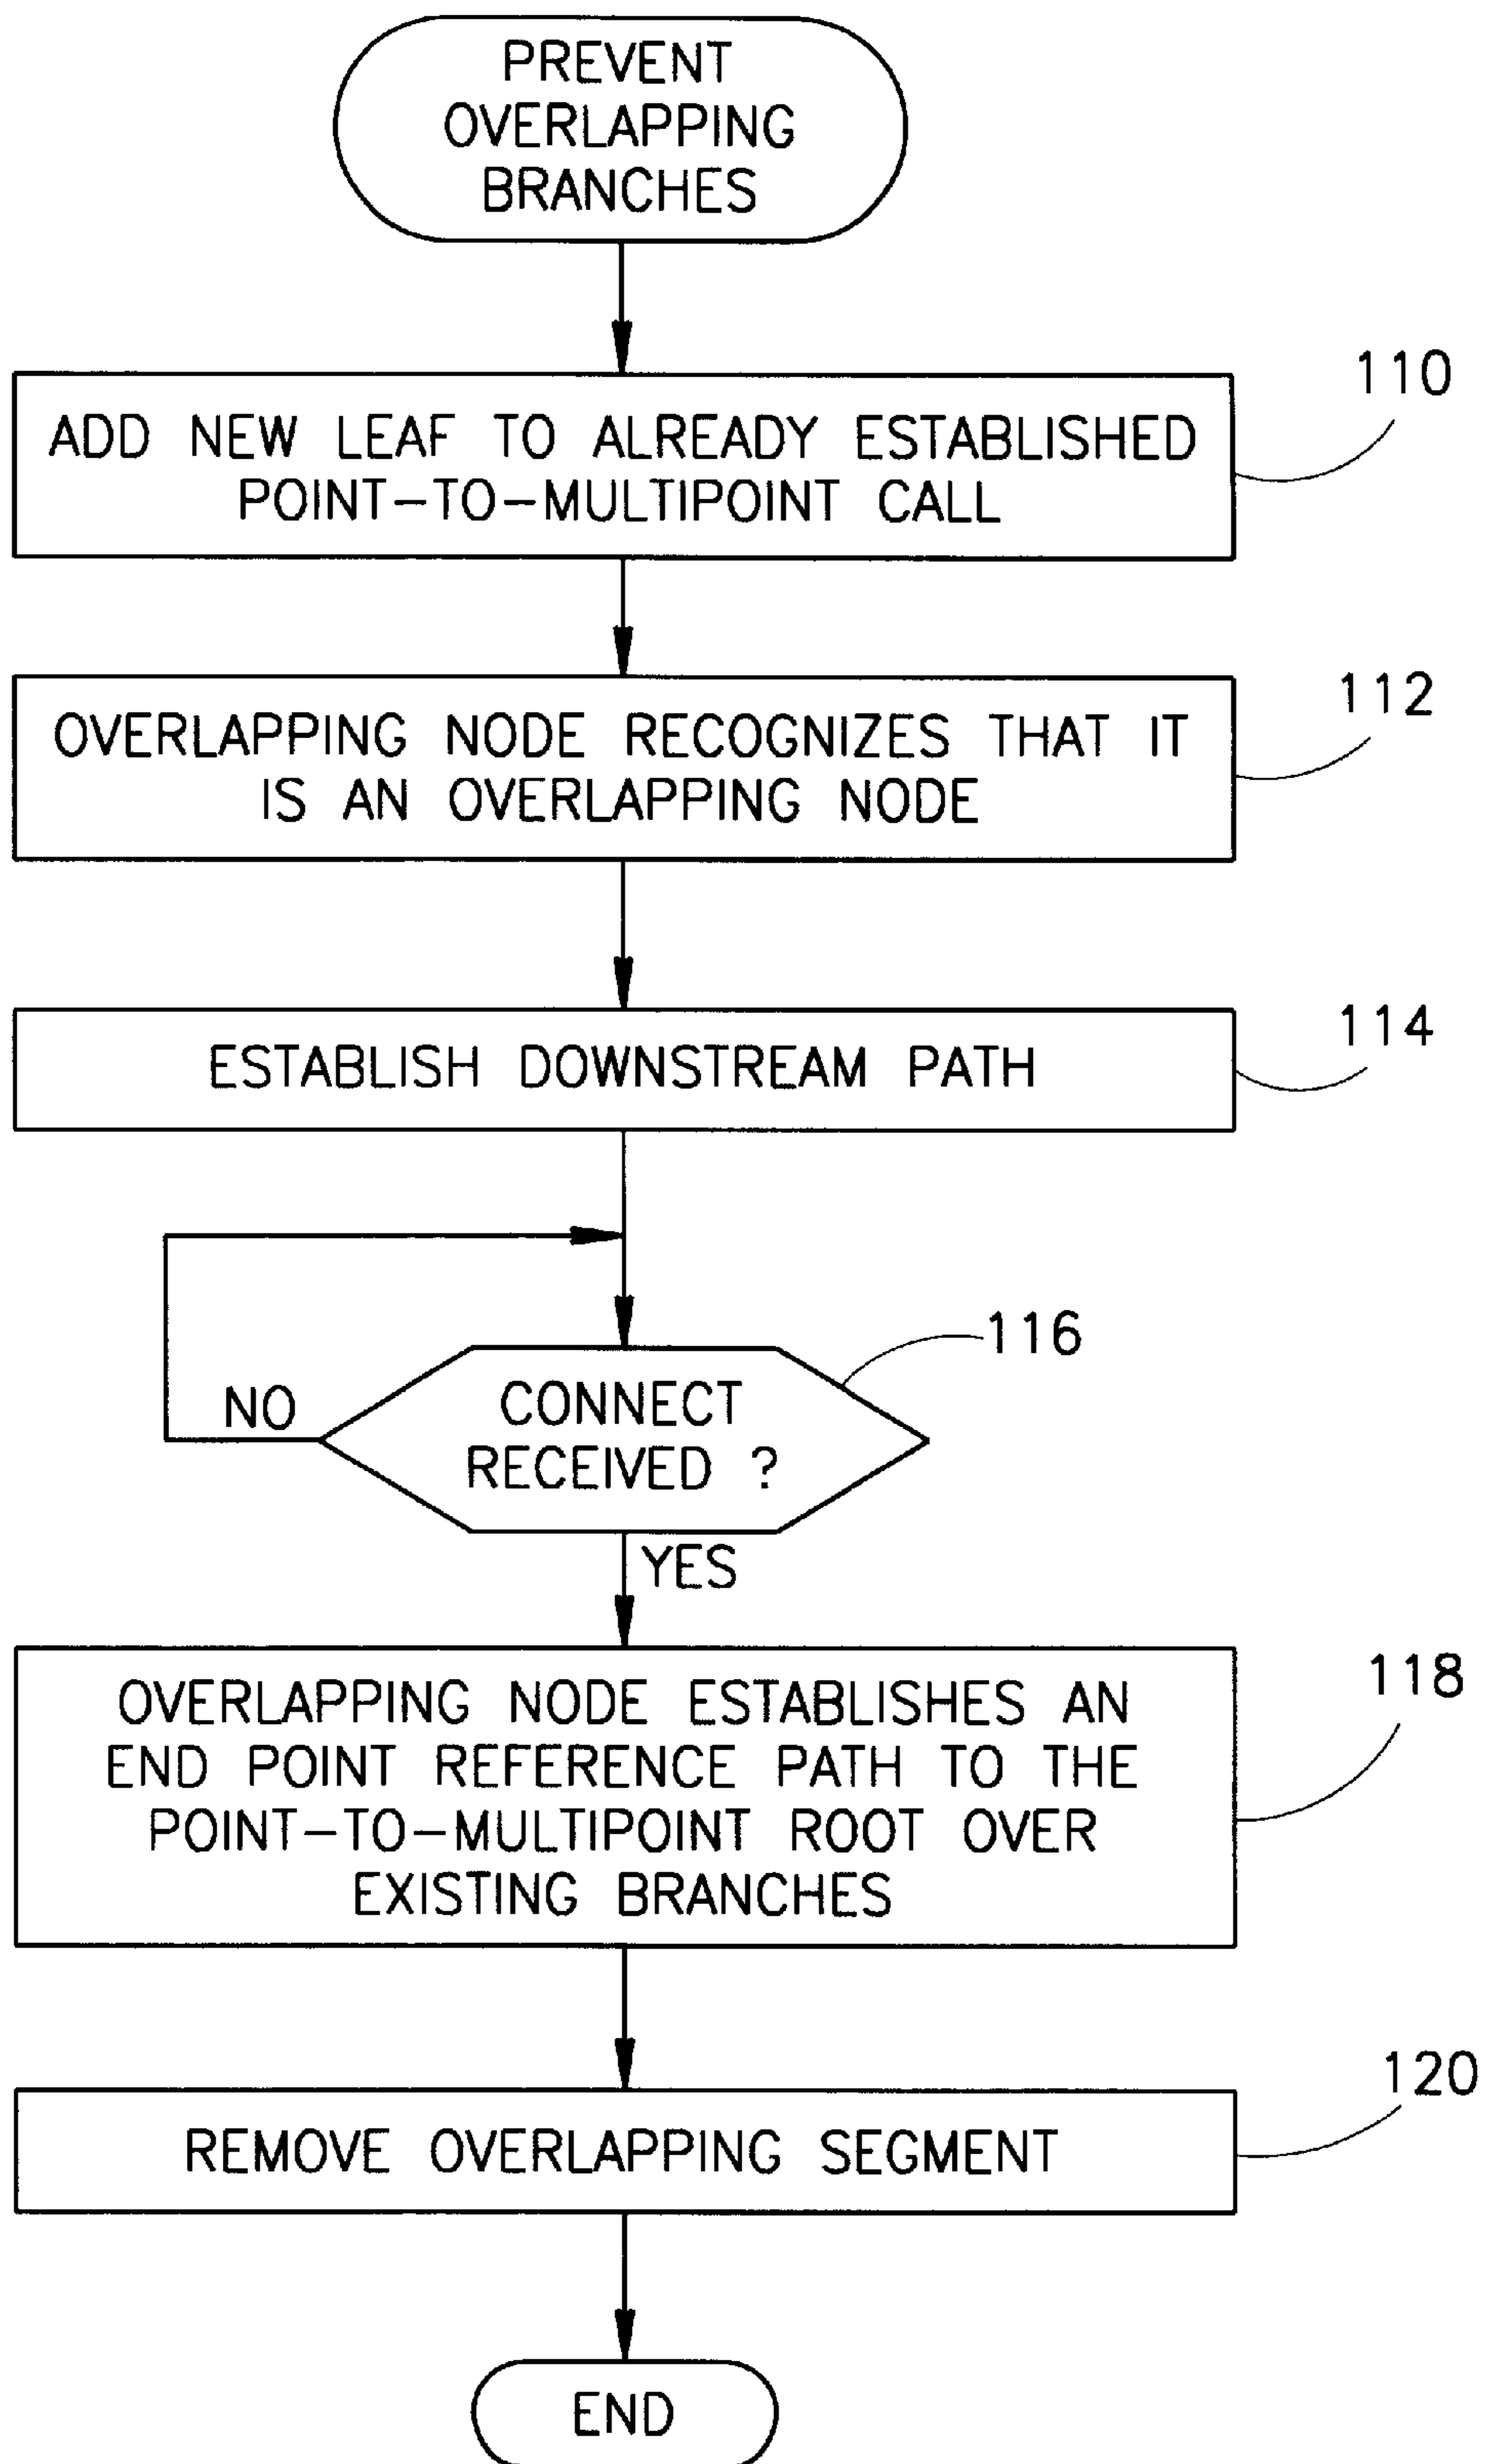 PREVENT
OVERLAPPING
BRANCHES
110
ADD NEW LEAF TO ALREADY ESTABLISHED
POINT-TO-MULTIPOINT CALL
112
OVERLAPPING NODE RECOGNIZES THAT IT
IS AN OVERLAPPING NODE
114
ESTABLISH DOWNSTREAM PATH
116
NO
CONNECT
RECEIVED ?
YES
118
OVERLAPPING NODE ESTABLISHES AN
END POINT REFERENCE PATH TO THE
POINT-TO-MULTIPOINT ROOT OVER
EXISTING BRANCHES
120
REMOVE OVERLAPPING SEGMENT
END